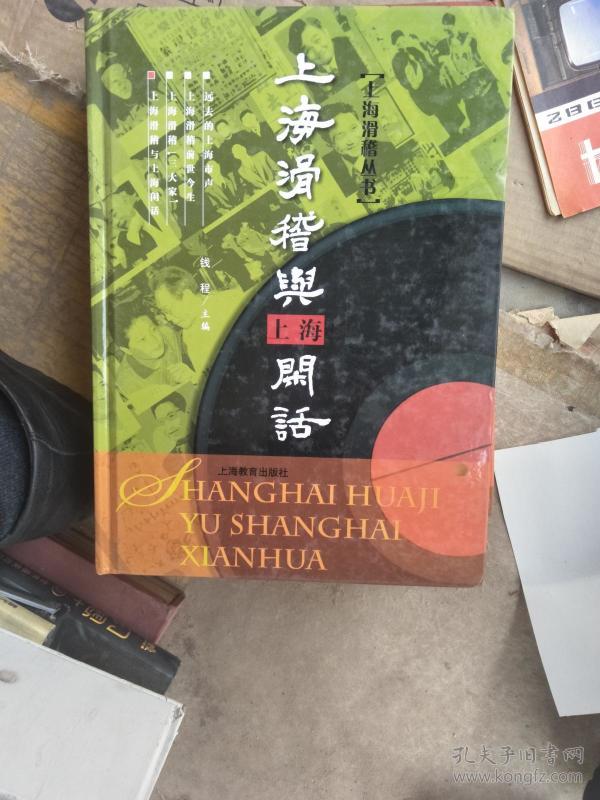 【上海滑稽丛书】
上海滑稽與
上海
閑話
远去的上海市声
上海滑稽前世今生
上海滑稽“三大家”
上海滑稽与上海闲话
钱程/主编
上海教育出版社
SHANGHAI HUAJI
YU SHANGHAI
XIANHUA
孔夫子旧书网
www.kongfz.com